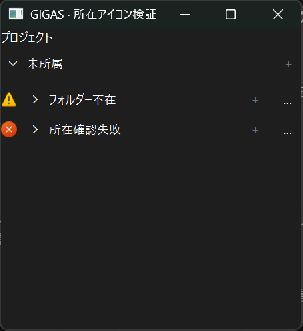 GIGAS - 所在アイコン検証
プロジェクト
未所属 +
フォルダー不在 + ...
所在確認失敗 + ...